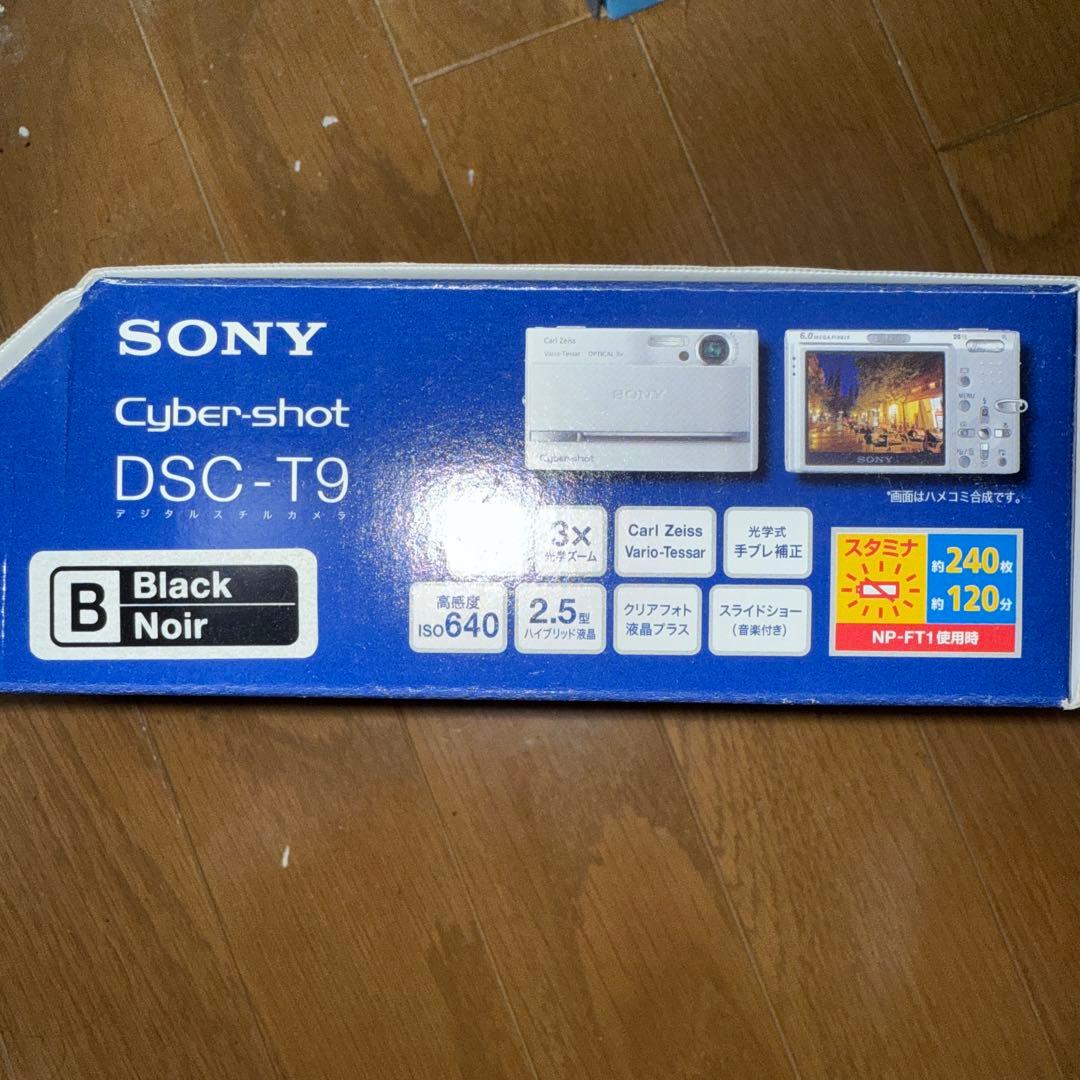 SONY
Cyber-shot
DSC-T9
デジタルスチルカメラ
B
Black
Noir
Carl Zeiss
Vario-Tessar OPTICAL 3x
SONY
Cyber-shot
6.0 MEGA PIXELS
MENU
SONY
*画面はハメコミ合成です。
3×
光学ズーム
Carl Zeiss
Vario-Tessar
光学式
手ブレ補正
高感度
ISO640
2.5型
ハイブリッド液晶
クリアフォト
液晶プラス
スライドショー
(音楽付き)
スタミナ
約240枚
約120分
NP-FT1使用時